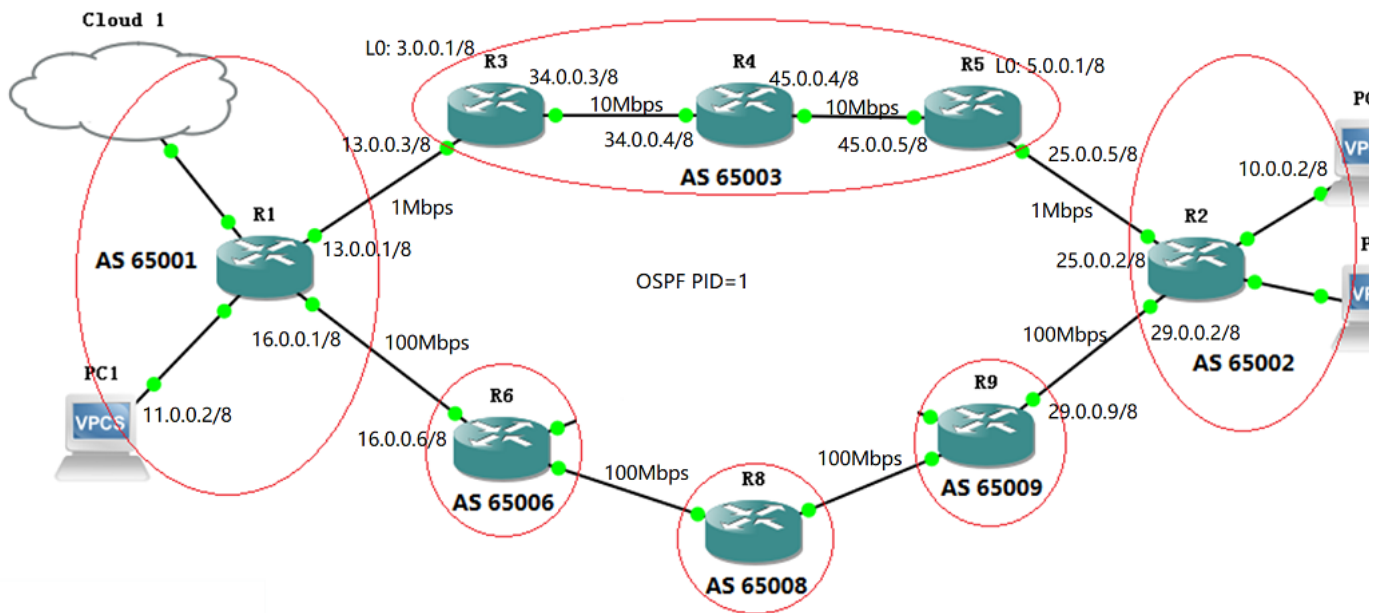 Cloud 1
L0: 3.0.0.1/8
R3
34.0.0.3/8
R4
45.0.0.4/8
R5
L0: 5.0.0.1/8
10Mbps
10Mbps
34.0.0.4/8
45.0.0.5/8
13.0.0.3/8
25.0.0.5/8
AS 65003
10.0.0.2/8
VP
1Mbps
1Mbps
R1
R2
AS 65001
13.0.0.1/8
25.0.0.2/8
OSPF PID=1
16.0.0.1/8
100Mbps
100Mbps
29.0.0.2/8
AS 65002
PC1
11.0.0.2/8
VPCS
R6
R9
16.0.0.6/8
29.0.0.9/8
100Mbps
100Mbps
AS 65006
R8
AS 65009
AS 65008